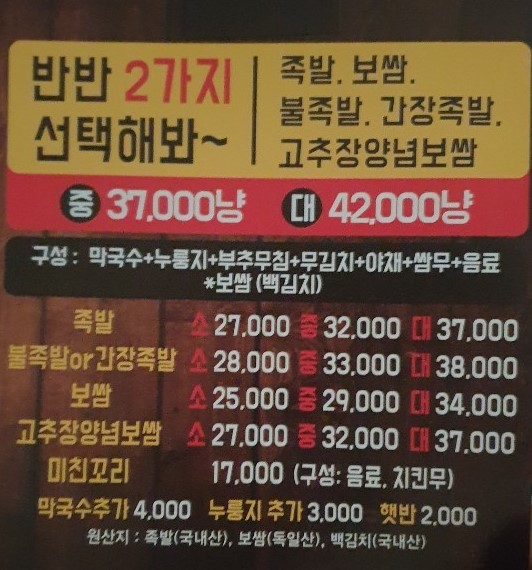 반반 2가지
선택해봐~
족발. 보쌈.
불족발. 간장족발.
고추장양념보쌈
중 37,000냥 대 42,000냥
구성 : 막국수+누룽지+부추무침+무김치+야채+쌈무+음료
*보쌈 (백김치)
족발 소 27,000 중 32,000 대 37,000
불족발or간장족발 소 28,000 중 33,000 대 38,000
보쌈 소 25,000 중 29,000 대 34,000
고추장양념보쌈 소 27,000 중 32,000 대 37,000
미친꼬리 17,000 (구성: 음료, 치킨무)
막국수추가 4,000 누룽지 추가 3,000 햇반 2,000
원산지 : 족발(국내산), 보쌈(독일산), 백김치(국내산)